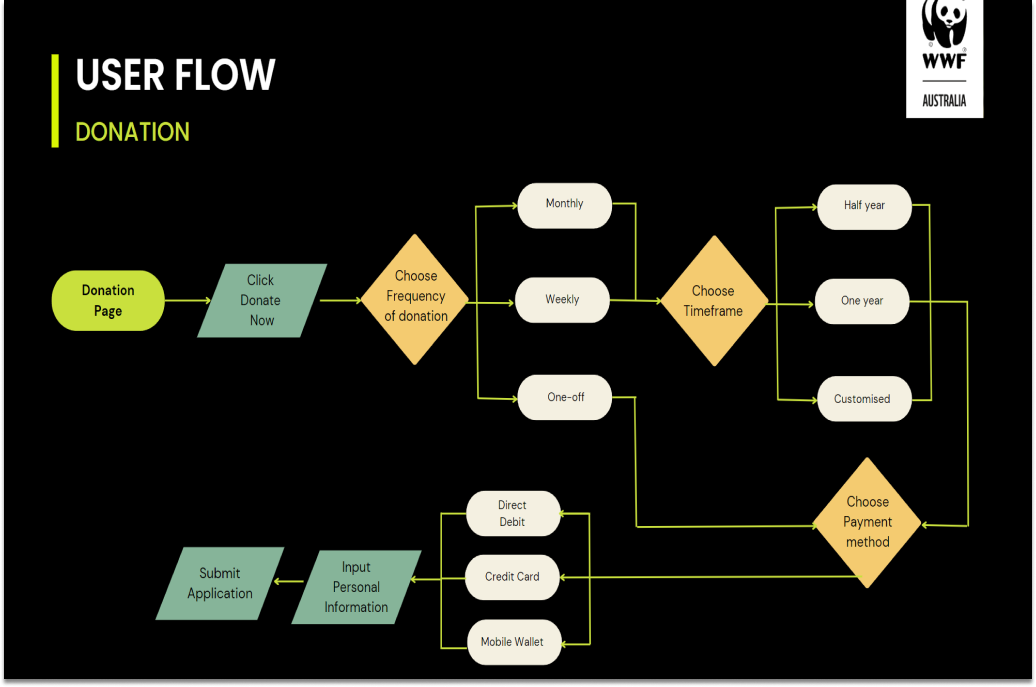 USER FLOW
DONATION
WWF
AUSTRALIA
Donation
Page
Click
Donate
Now
Choose
Frequency
of donation
Monthly
Weekly
One-off
Choose
Timeframe
Half year
One year
Customised
Choose
Payment
method
Direct
Debit
Credit Card
Mobile Wallet
Input
Personal
Information
Submit
Application